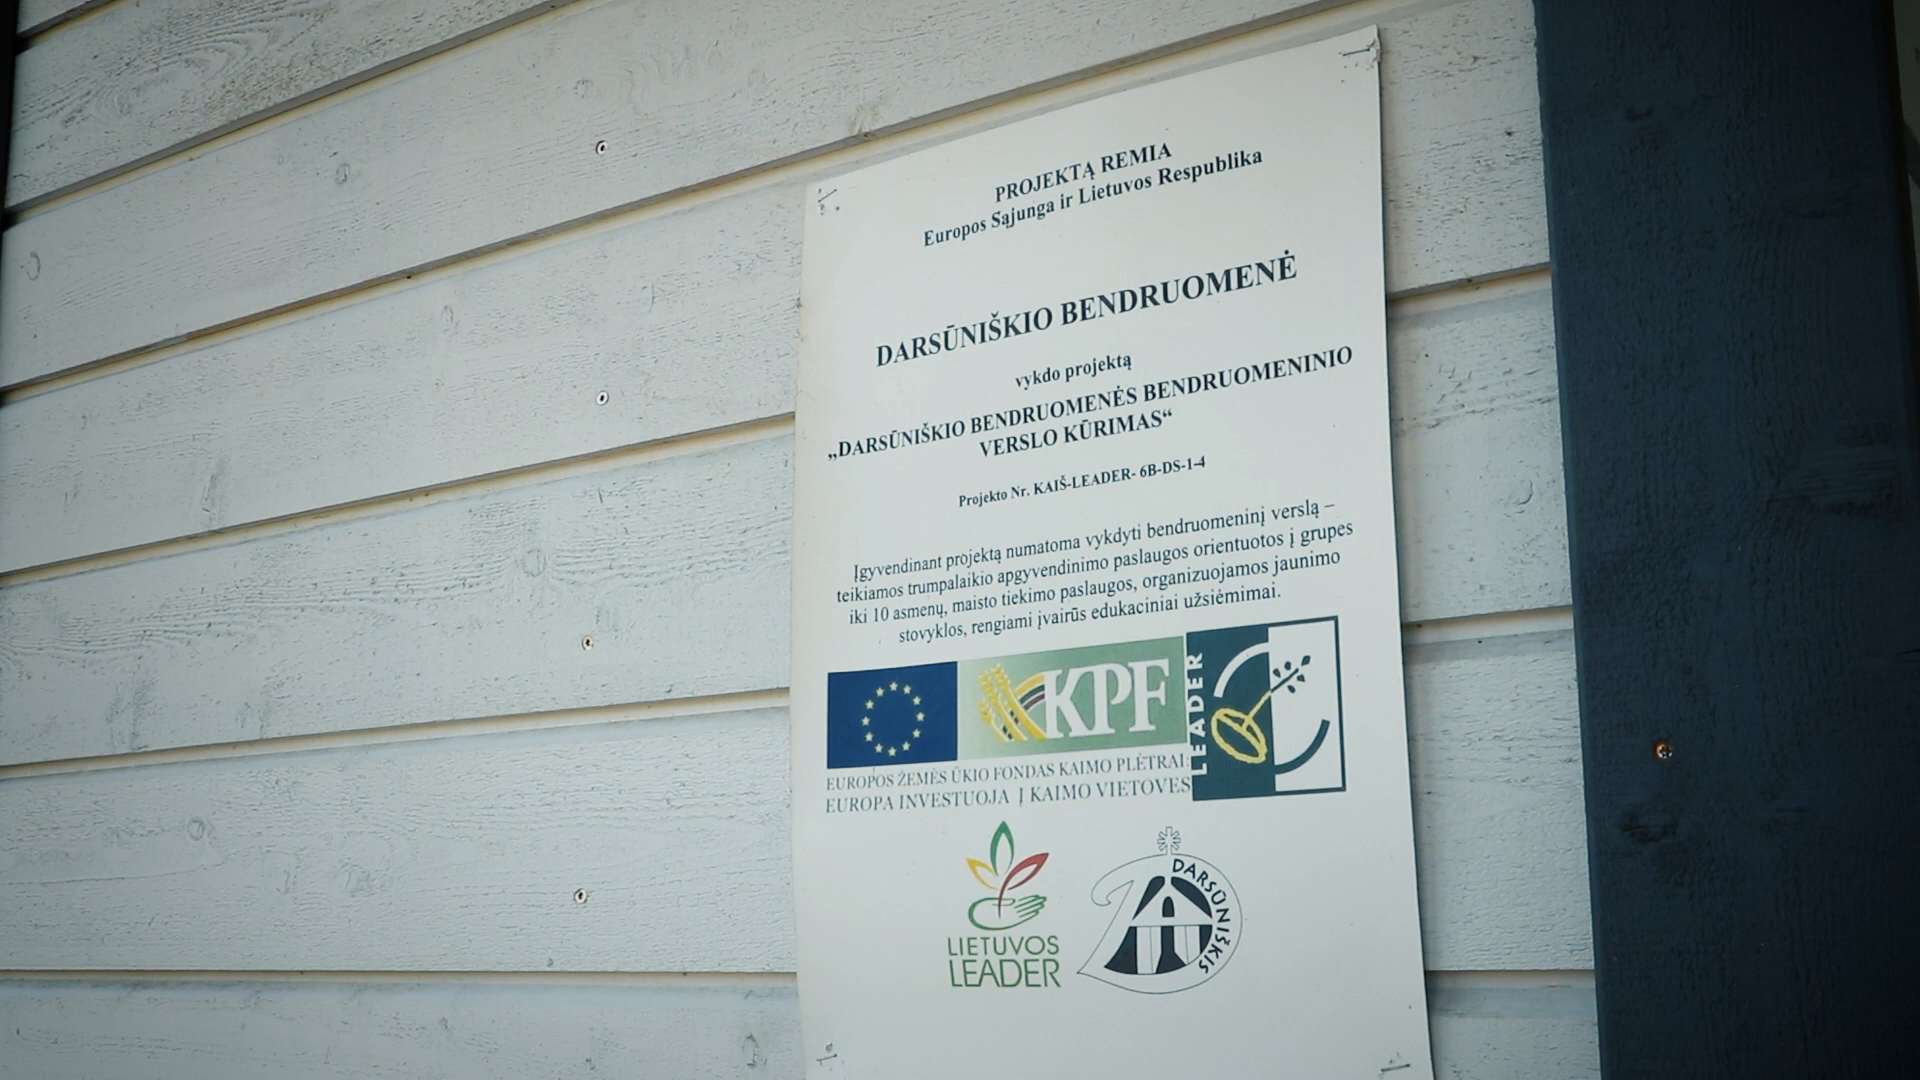 PROJEKTĄ REMIA
Europos Sąjunga ir Lietuvos Respublika
DARSŪNIŠKIO BENDRUOMENĖ
vykdo projektą
„DARSŪNIŠKIO BENDRUOMENĖS BENDRUOMENINIO
VERSLO KŪRIMAS“
Projekto Nr. KAIŠ-LEADER- 6B-DS-1-4
Įgyvendinant projektą numatoma vykdyti bendruomeninį verslą –
teikiamos trumpalaikio apgyvendinimo paslaugos orientuotos į grupes
iki 10 asmenų, maisto tiekimo paslaugos, organizuojamos jaunimo
stovyklos, rengiami įvairūs edukaciniai užsiėmimai.
KPF
LEADER
EUROPOS ŽEMĖS ŪKIO FONDAS KAIMO PLĖTRAI:
EUROPA INVESTUOJA Į KAIMO VIETOVES
LIETUVOS
LEADER
DARSŪNIŠKIS